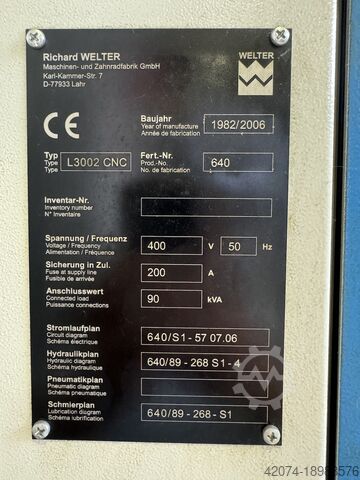 Richard WELTER
Maschinen- und Zahnradfabrik GmbH
Karl-Kammer-Str. 7
D-77933 Lahr
WELTER
CE
Baujahr
Year of manufacture
Année de fabrication
1982/2006
Typ
Type
Type
L3002 CNC
Fert.-Nr.
Prod.-No.
No. de fabrication
640
Inventar-Nr.
Inventory number
N° Inventaire
Spannung / Frequenz
Voltage / Frequency
Alimentation / Fréquence
400 V 50 Hz
Sicherung in Zul.
Fuse at supply line
Fusible de arrivée
200 A
Anschlusswert
Connected load
Puissance connections
90 kVA
Stromlaufplan
Circuit diagram
Schéma électrique
640/S1-57 07.06
Hydraulikplan
Hydraulic diagram
Schéma hydraulique
640/89-268 S1-4
Pneumatikplan
Pneumatic diagram
Schéma pneumatique
Schmierplan
Lubrication diagram
Schéma lubrification
640/89-268-S1
42074-18983576